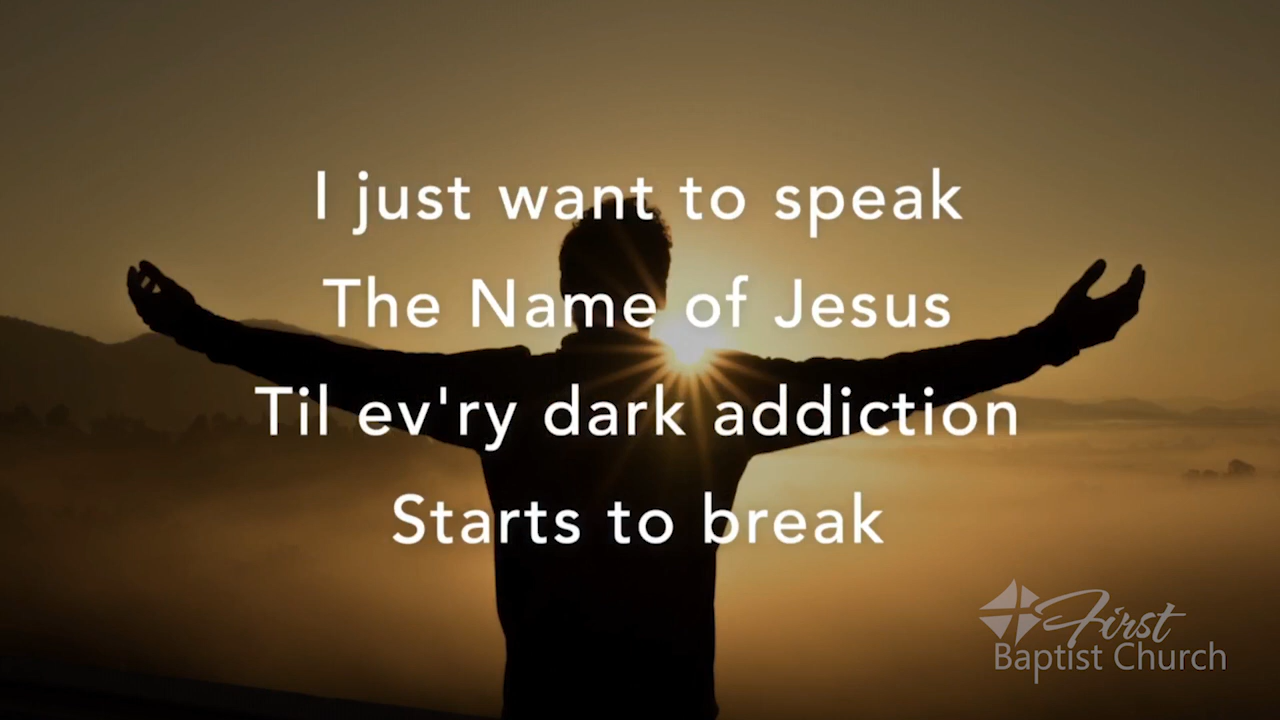 I just want to speak
The Name of Jesus
Til ev'ry dark addiction
Starts to break
First
Baptist Church